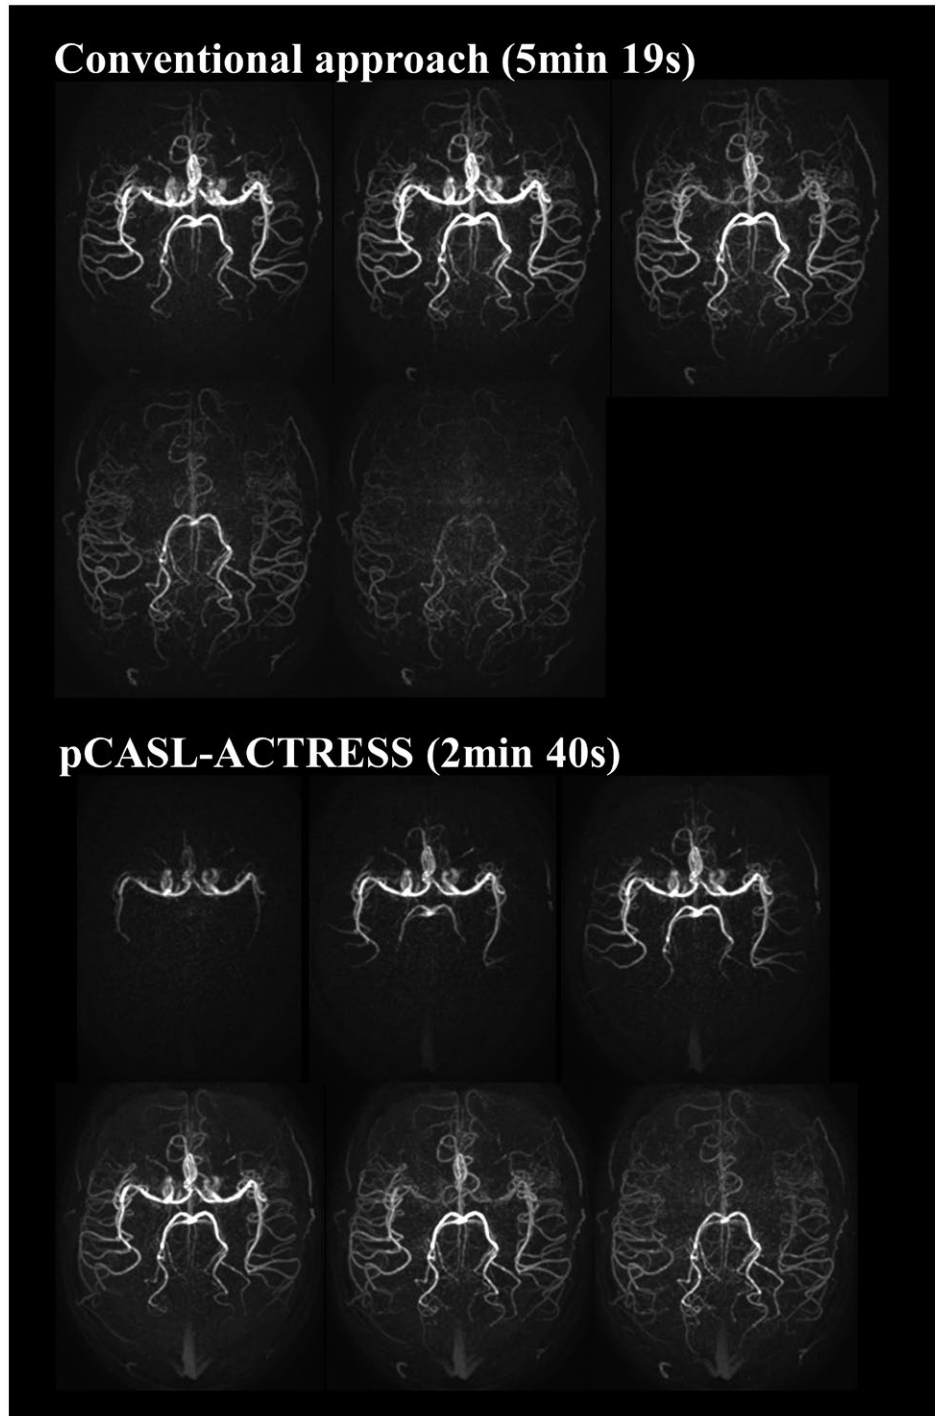 Conventional approach (5min 19s)
pCASL-ACTRESS (2min 40s)